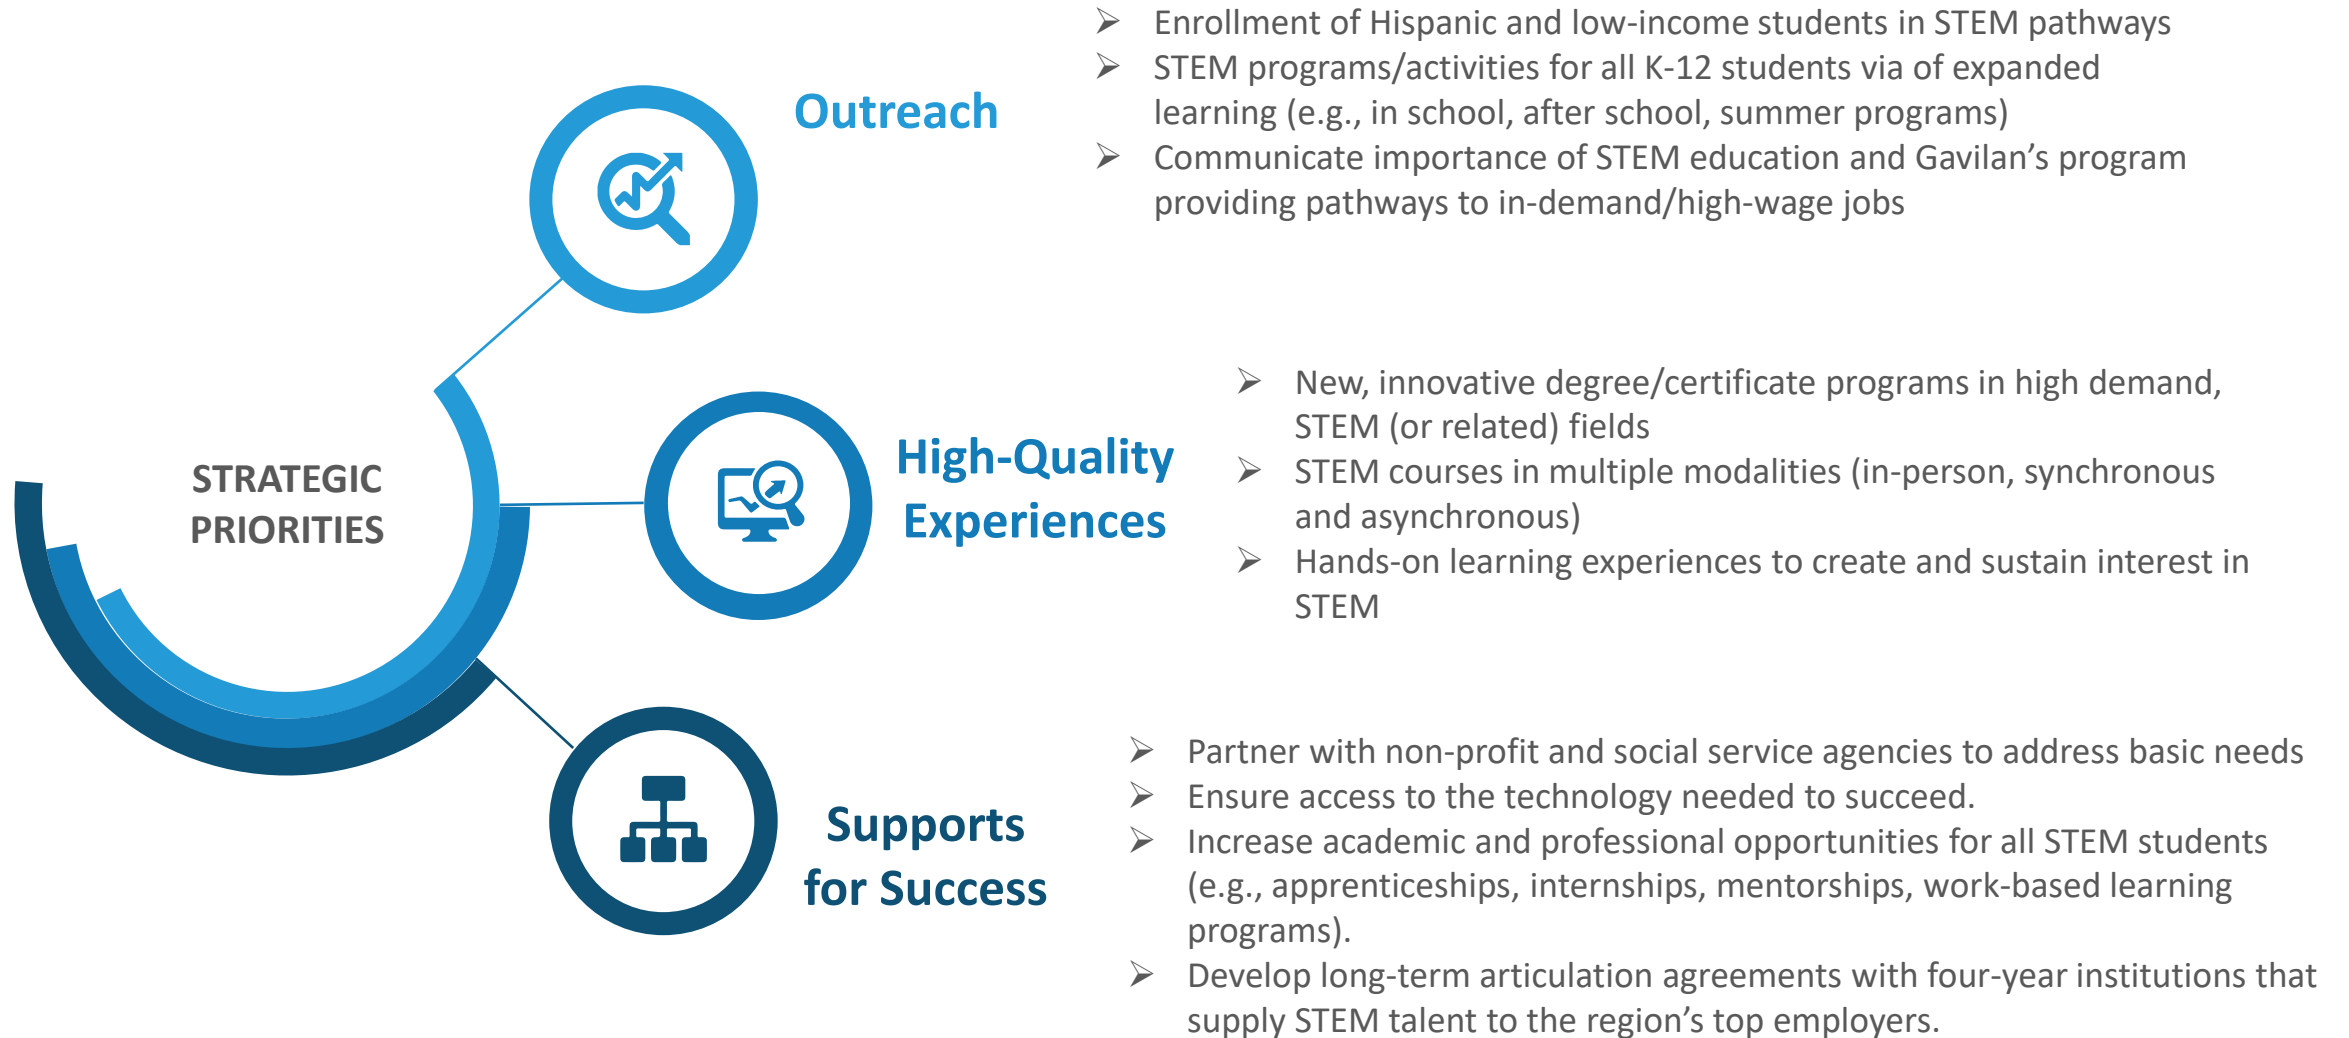 STRATEGIC
PRIORITIES
Outreach
➢ Enrollment of Hispanic and low-income students in STEM pathways
➢ STEM programs/activities for all K-12 students via of expanded
learning (e.g., in school, after school, summer programs)
➢ Communicate importance of STEM education and Gavilan’s program
providing pathways to in-demand/high-wage jobs
High-Quality
Experiences
➢ New, innovative degree/certificate programs in high demand,
STEM (or related) fields
➢ STEM courses in multiple modalities (in-person, synchronous
and asynchronous)
➢ Hands-on learning experiences to create and sustain interest in
STEM
Supports
for Success
➢ Partner with non-profit and social service agencies to address basic needs
➢ Ensure access to the technology needed to succeed.
➢ Increase academic and professional opportunities for all STEM students
(e.g., apprenticeships, internships, mentorships, work-based learning
programs).
➢ Develop long-term articulation agreements with four-year institutions that
supply STEM talent to the region’s top employers.